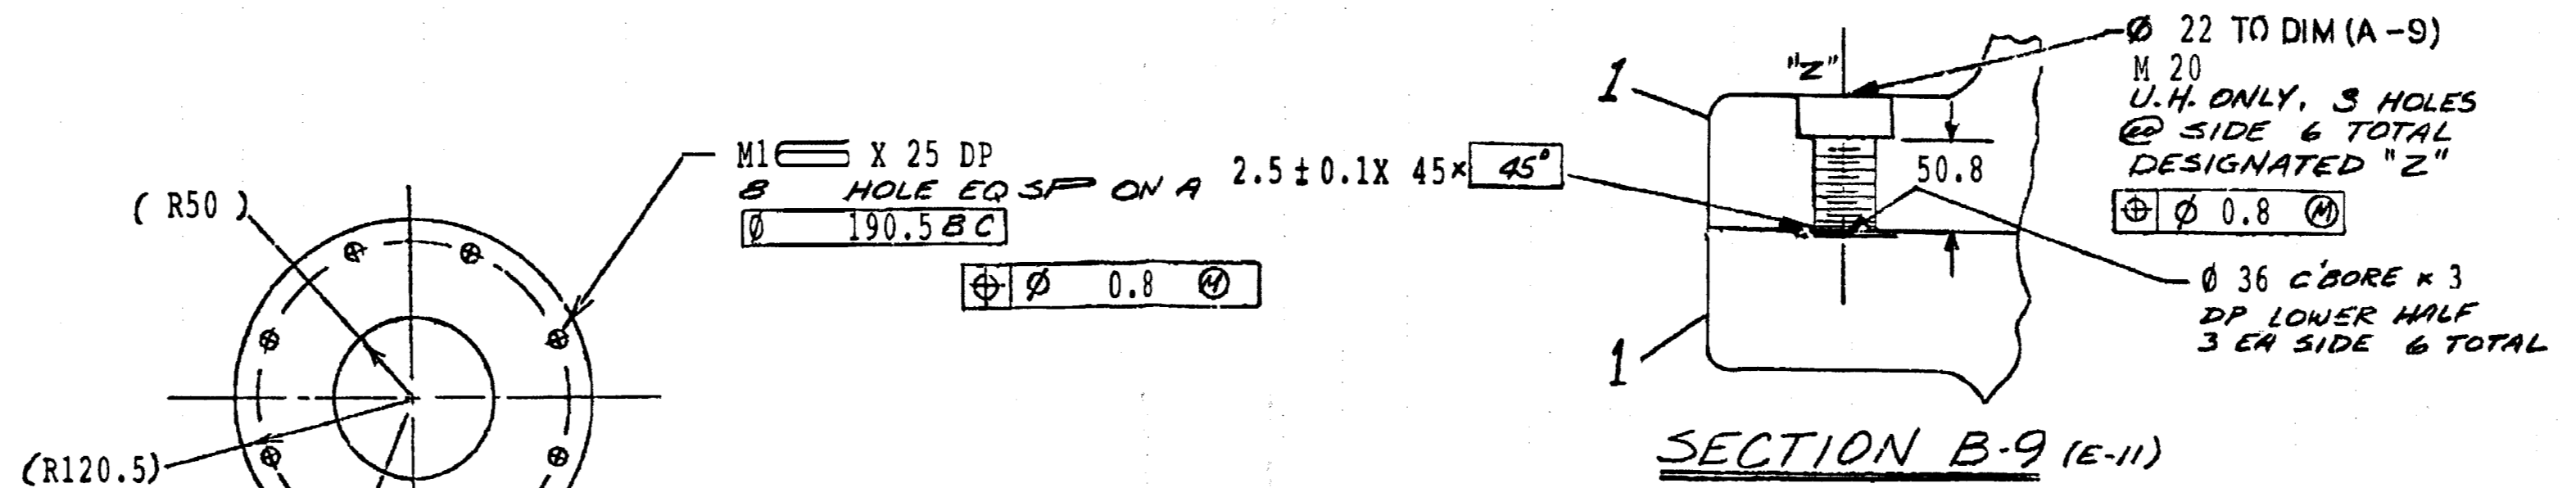 ( R50 )
(R120.5)
M1 X 25 DP
8 HOLE EQ SP ON A
Ø 190.5 BC
⌖ Ø 0.8 Ⓜ
2.5 ± 0.1X 45× 45°
1
"Z"
50.8
1
Ø 22 TO DIM (A-9)
M 20
U.H. ONLY, 3 HOLES
SIDE 6 TOTAL
DESIGNATED "Z"
⌖ Ø 0.8 Ⓜ
Ø 36 C'BORE × 3
DP LOWER HALF
3 EA SIDE 6 TOTAL
SECTION B-9 (E-11)